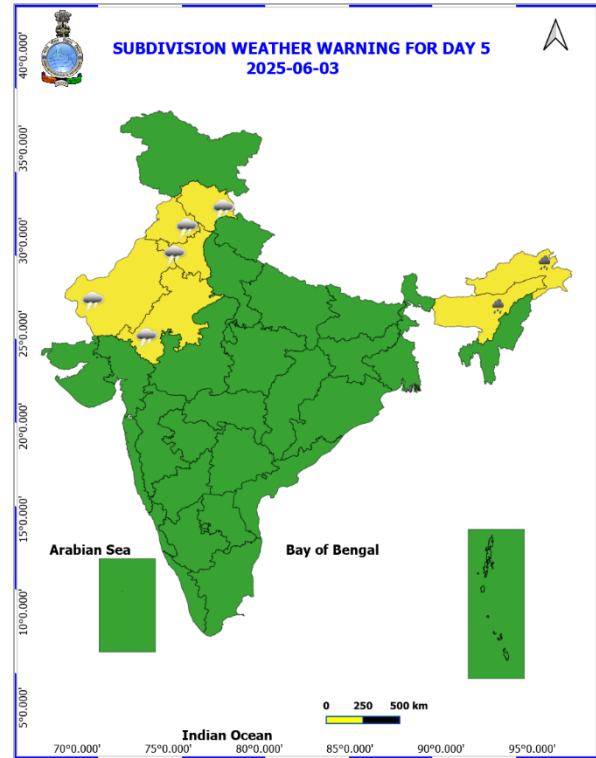 SUBDIVISION WEATHER WARNING FOR DAY 5
2025-06-03
40°0.000'
35°0.000'
30°0.000'
25°0.000'
20°0.000'
15°0.000'
10°0.000'
5°0.000'
Arabian Sea
Bay of Bengal
0 250 500 km
Indian Ocean
70°0.000' 75°0.000' 80°0.000' 85°0.000' 90°0.000' 95°0.000'